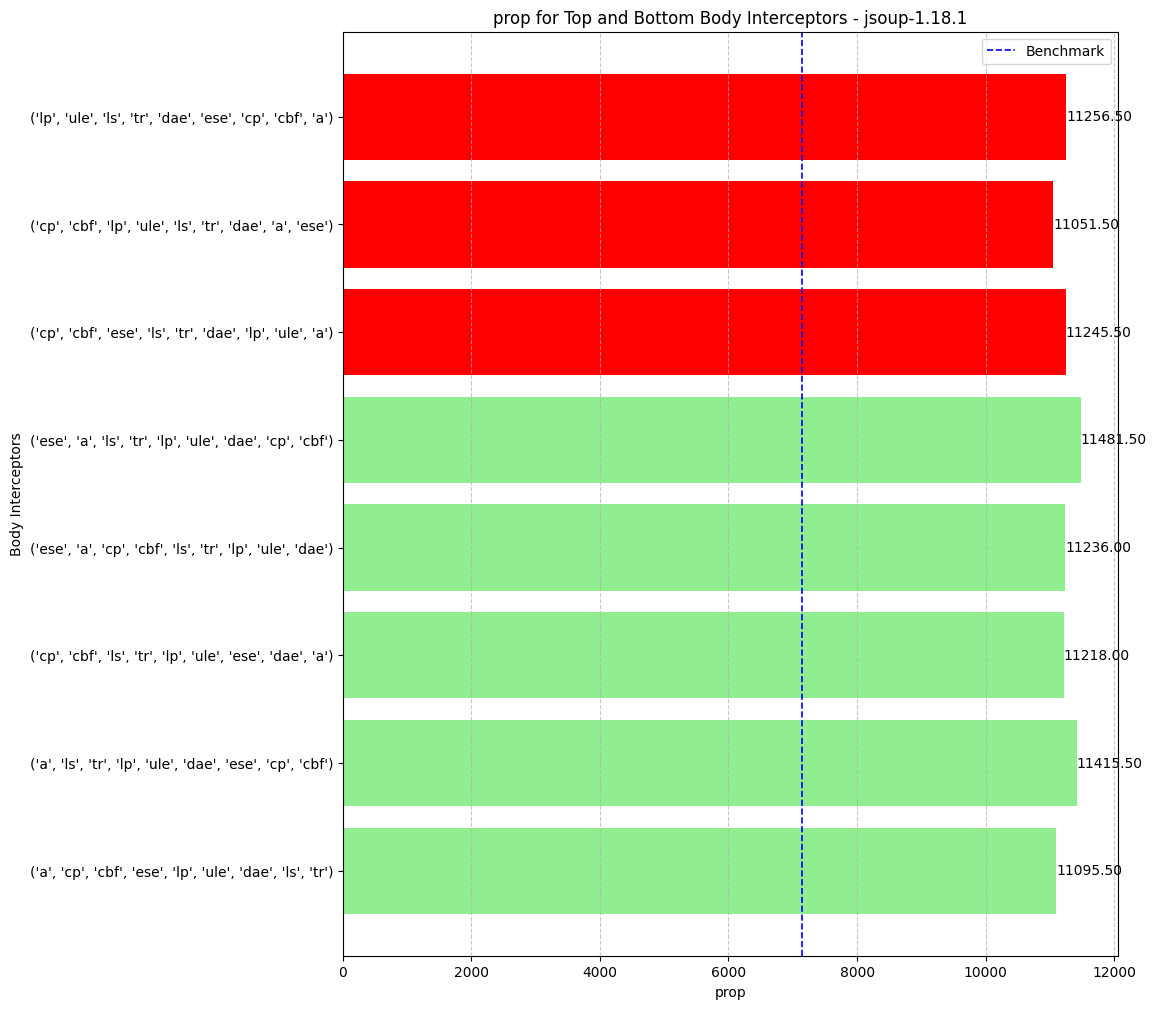 prop for Top and Bottom Body Interceptors - jsoup-1.18.1
Benchmark
('lp', 'ule', 'ls', 'tr', 'dae', 'ese', 'cp', 'cbf', 'a')
11256.50
('cp', 'cbf', 'lp', 'ule', 'ls', 'tr', 'dae', 'a', 'ese')
11051.50
('cp', 'cbf', 'ese', 'ls', 'tr', 'dae', 'lp', 'ule', 'a')
11245.50
('ese', 'a', 'ls', 'tr', 'lp', 'ule', 'dae', 'cp', 'cbf')
11481.50
('ese', 'a', 'cp', 'cbf', 'ls', 'tr', 'lp', 'ule', 'dae')
11236.00
('cp', 'cbf', 'ls', 'tr', 'lp', 'ule', 'ese', 'dae', 'a')
11218.00
('a', 'ls', 'tr', 'lp', 'ule', 'dae', 'ese', 'cp', 'cbf')
11415.50
('a', 'cp', 'cbf', 'ese', 'lp', 'ule', 'dae', 'ls', 'tr')
11095.50
Body Interceptors
0 2000 4000 6000 8000 10000 12000
prop